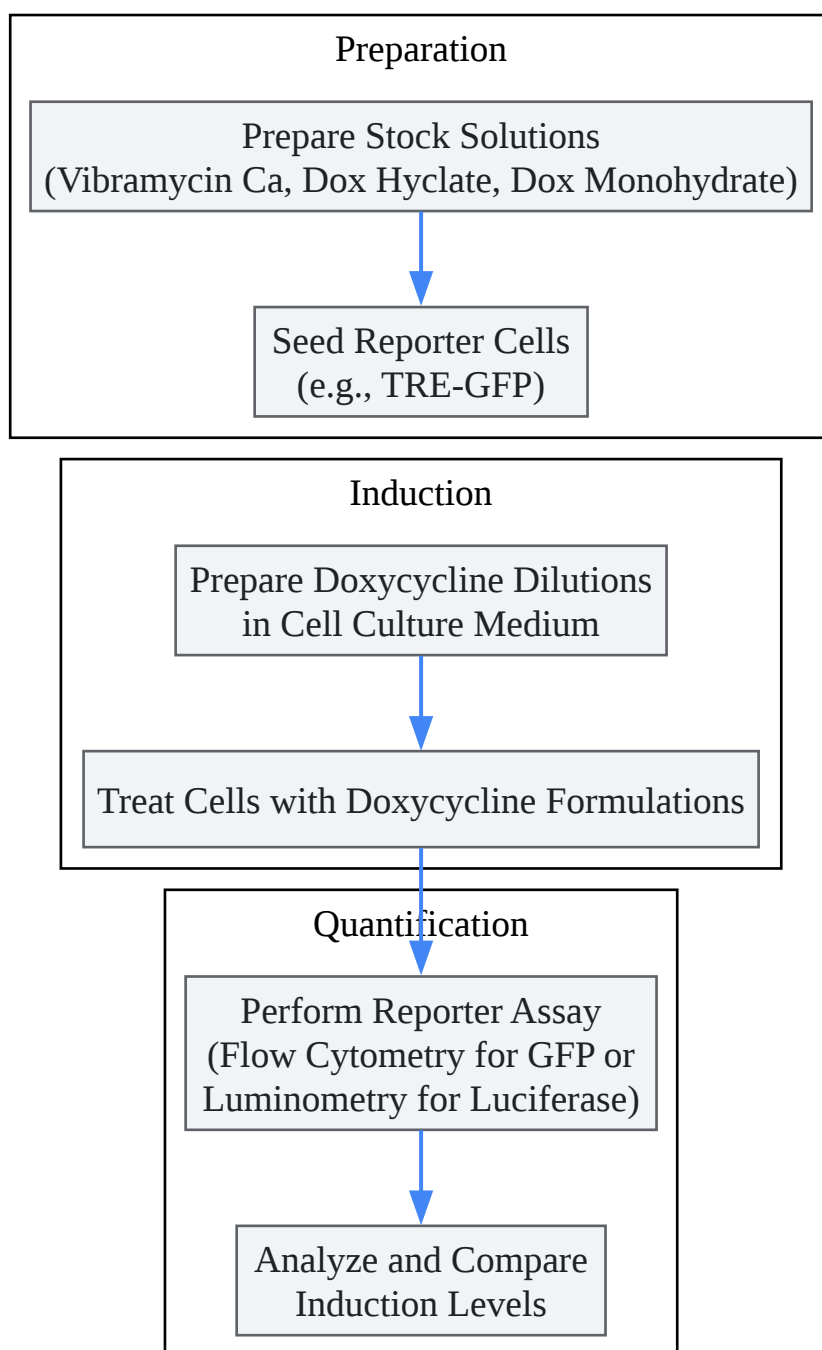 Preparation
Prepare Stock Solutions
(Vibramycin Ca, Dox Hyclate, Dox Monohydrate)
Seed Reporter Cells
(e.g., TRE-GFP)
Induction
Prepare Doxycycline Dilutions
in Cell Culture Medium
Treat Cells with Doxycycline Formulations
Quantification
Perform Reporter Assay
(Flow Cytometry for GFP or
Luminometry for Luciferase)
Analyze and Compare
Induction Levels